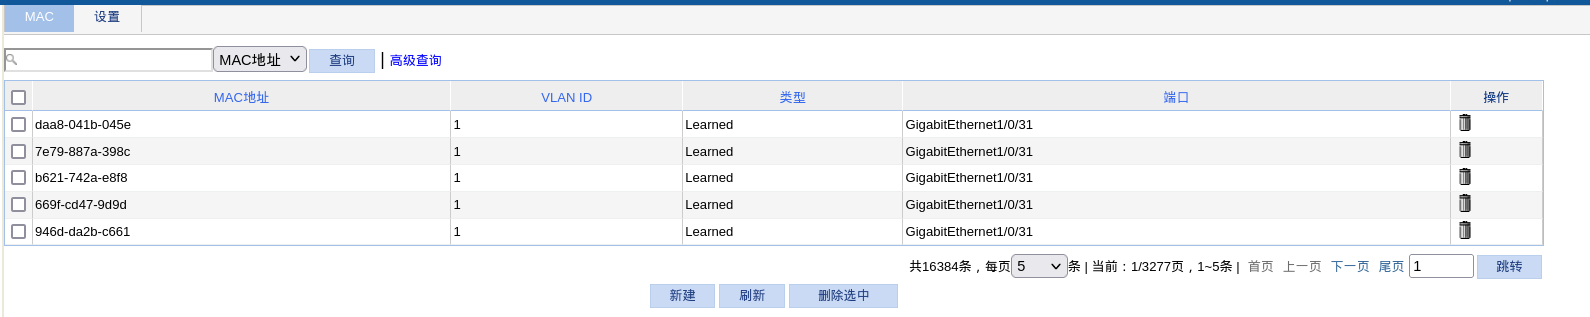 MAC 设置
MAC地址 查询 | 高级查询
MAC地址 VLAN ID 类型 端口 操作
daa8-041b-045e 1 Learned GigabitEthernet1/0/31
7e79-887a-398c 1 Learned GigabitEthernet1/0/31
b621-742a-e8f8 1 Learned GigabitEthernet1/0/31
669f-cd47-9d9d 1 Learned GigabitEthernet1/0/31
946d-da2b-c661 1 Learned GigabitEthernet1/0/31
共16384条，每页 5 条 | 当前：1/3277页，1~5条 | 首页 上一页 下一页 尾页 1 跳转
新建 刷新 删除选中